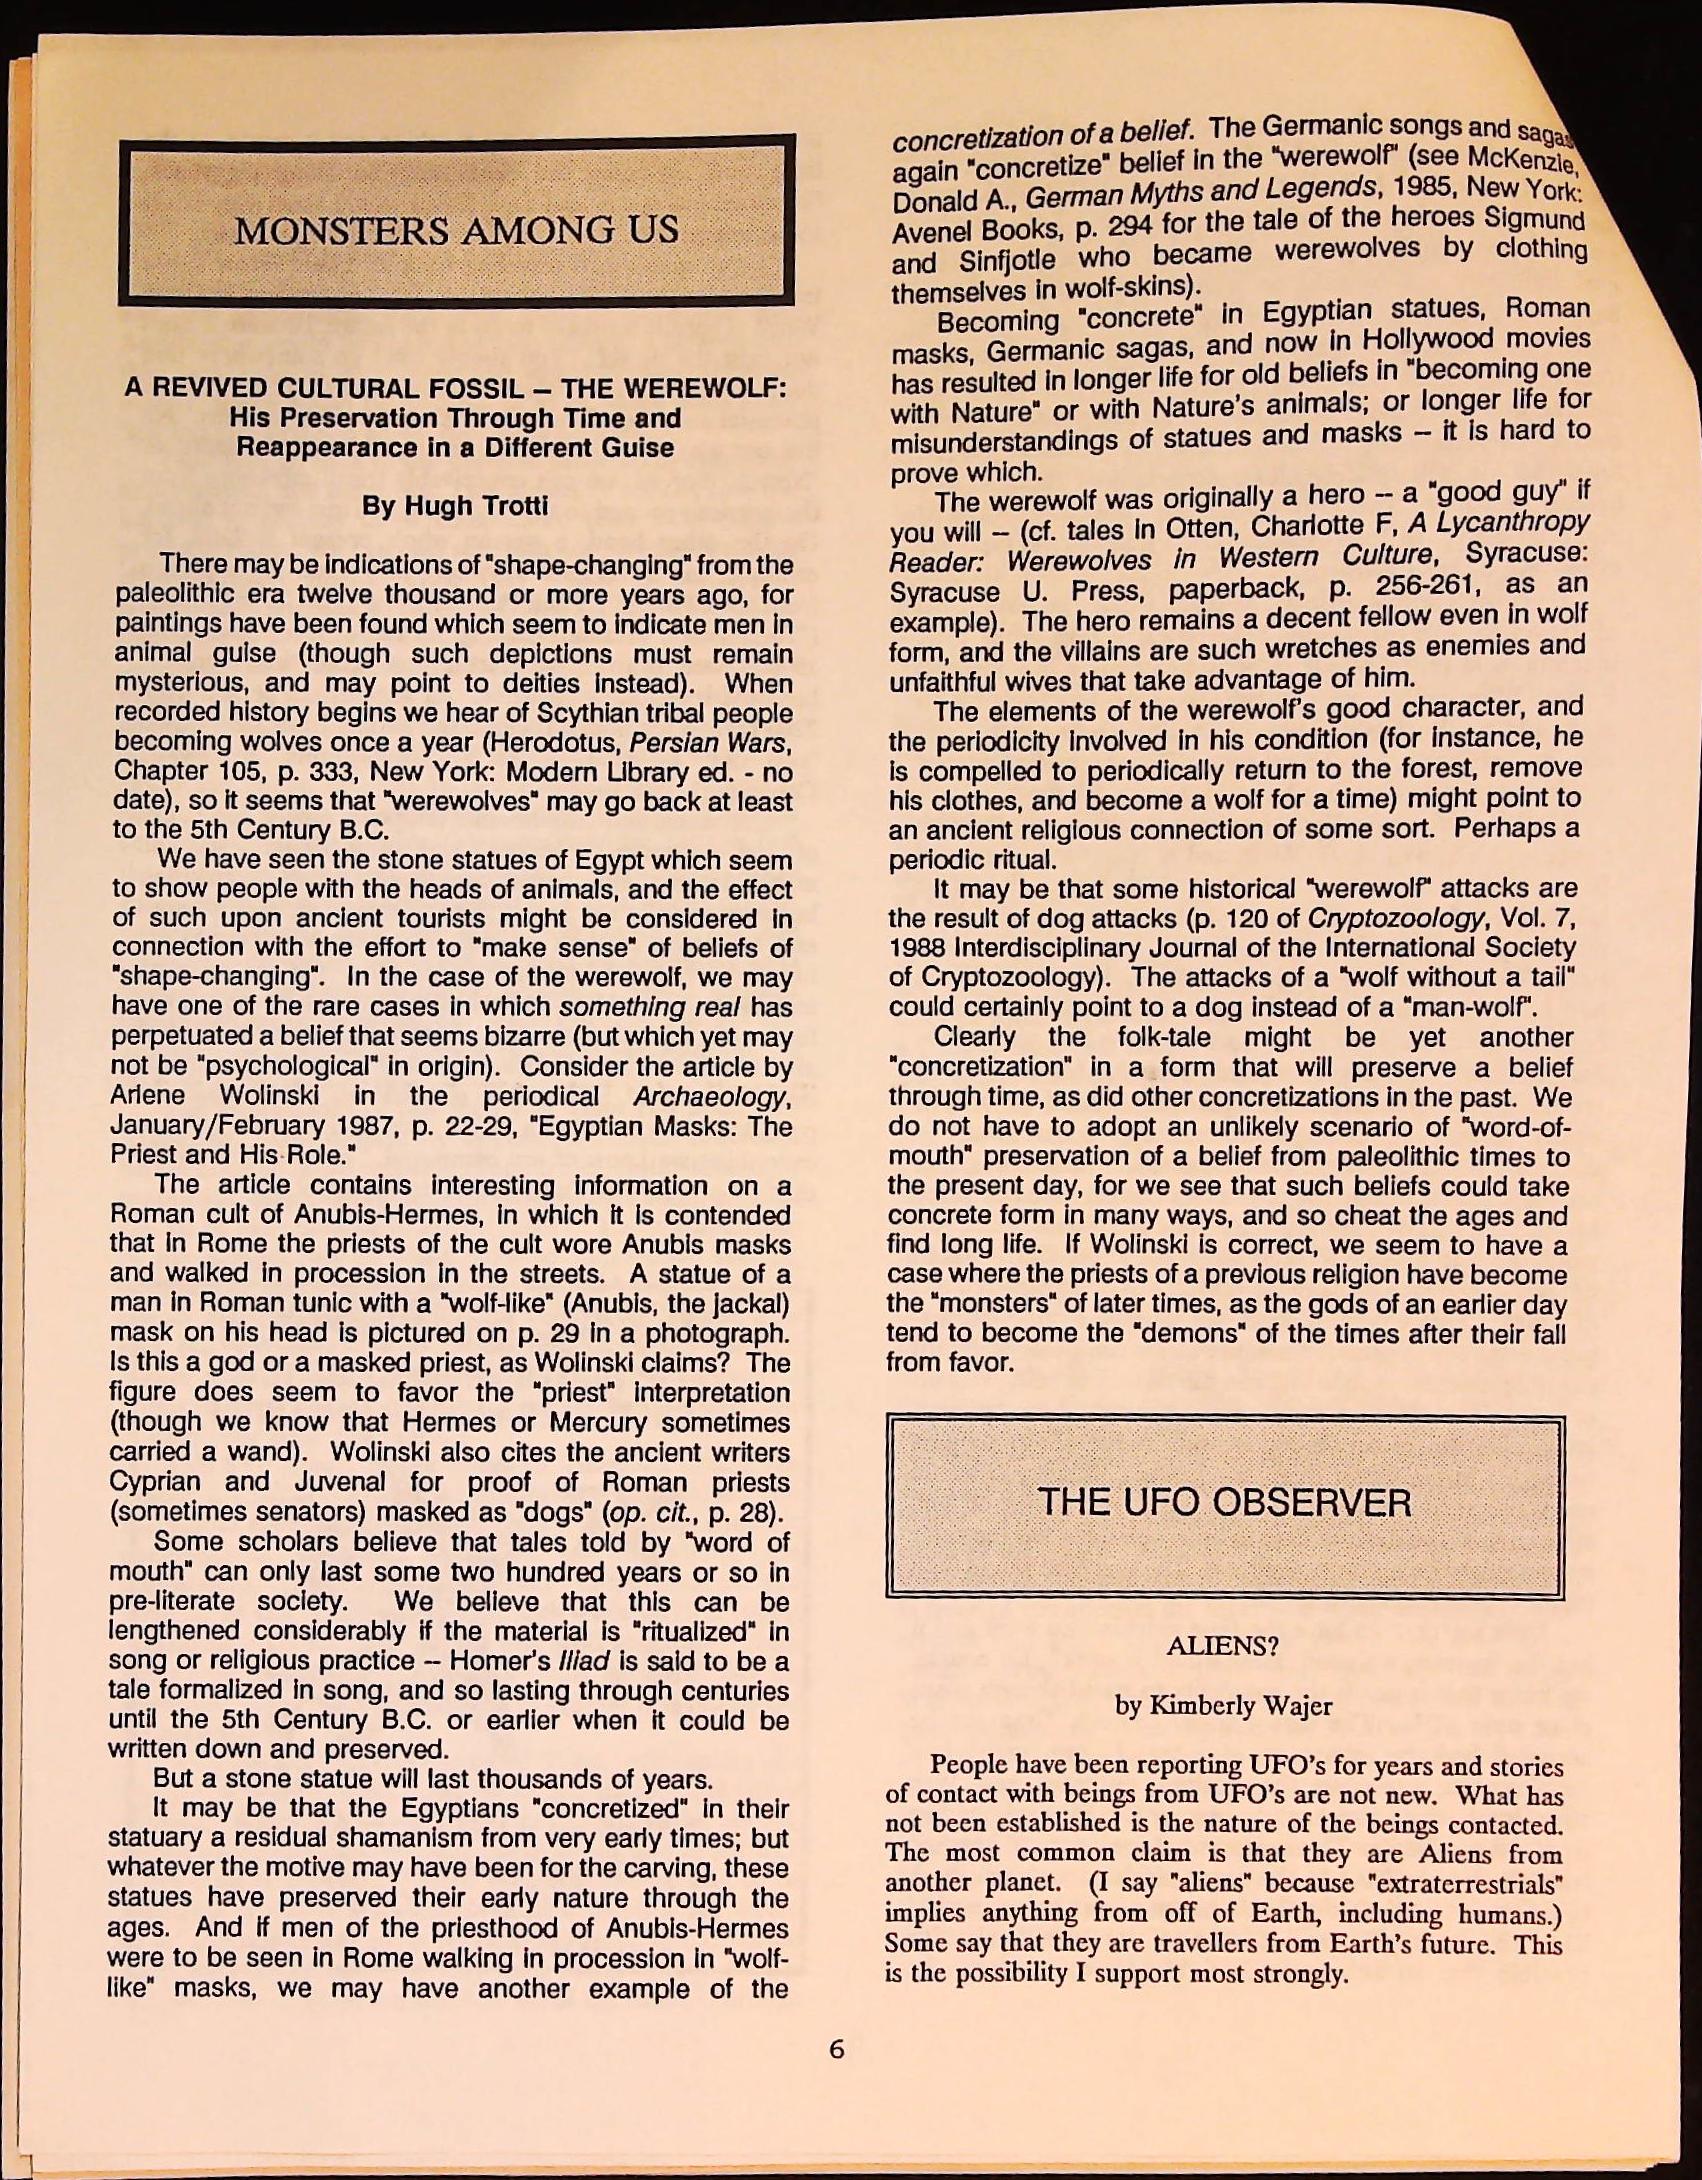 MONSTERS AMONG US
A REVIVED CULTURAL FOSSIL – THE WEREWOLF:
His Preservation Through Time and
Reappearance in a Different Guise
By Hugh Trotti
There may be indications of "shape-changing" from the
paleolithic era twelve thousand or more years ago, for
paintings have been found which seem to indicate men in
animal guise (though such depictions must remain
mysterious, and may point to deities instead). When
recorded history begins we hear of Scythian tribal people
becoming wolves once a year (Herodotus, Persian Wars,
Chapter 105, p. 333, New York: Modern Library ed. - no
date), so it seems that "werewolves" may go back at least
to the 5th Century B.C.
We have seen the stone statues of Egypt which seem
to show people with the heads of animals, and the effect
of such upon ancient tourists might be considered in
connection with the effort to "make sense" of beliefs of
"shape-changing". In the case of the werewolf, we may
have one of the rare cases in which something real has
perpetuated a belief that seems bizarre (but which yet may
not be "psychological" in origin). Consider the article by
Arlene Wolinski in the periodical Archaeology,
January/February 1987, p. 22-29, "Egyptian Masks: The
Priest and His Role."
The article contains interesting information on a
Roman cult of Anubis-Hermes, in which it is contended
that in Rome the priests of the cult wore Anubis masks
and walked in procession in the streets. A statue of a
man in Roman tunic with a "wolf-like" (Anubis, the jackal)
mask on his head is pictured on p. 29 in a photograph.
Is this a god or a masked priest, as Wolinski claims? The
figure does seem to favor the "priest" interpretation
(though we know that Hermes or Mercury sometimes
carried a wand). Wolinski also cites the ancient writers
Cyprian and Juvenal for proof of Roman priests
(sometimes senators) masked as "dogs" (op. cit., p. 28).
Some scholars believe that tales told by "word of
mouth" can only last some two hundred years or so in
pre-literate society. We believe that this can be
lengthened considerably if the material is "ritualized" in
song or religious practice -- Homer's Iliad is said to be a
tale formalized in song, and so lasting through centuries
until the 5th Century B.C. or earlier when it could be
written down and preserved.
But a stone statue will last thousands of years.
It may be that the Egyptians "concretized" in their
statuary a residual shamanism from very early times; but
whatever the motive may have been for the carving, these
statues have preserved their early nature through the
ages. And if men of the priesthood of Anubis-Hermes
were to be seen in Rome walking in procession in "wolf-
like" masks, we may have another example of the
concretization of a belief. The Germanic songs and sagas
again "concretize" belief in the "werewolf" (see McKenzie,
Donald A., German Myths and Legends, 1985, New York:
Avenel Books, p. 294 for the tale of the heroes Sigmund
and Sinfjotle who became werewolves by clothing
themselves in wolf-skins).
Becoming "concrete" in Egyptian statues, Roman
masks, Germanic sagas, and now in Hollywood movies
has resulted in longer life for old beliefs in "becoming one
with Nature" or with Nature's animals; or longer life for
misunderstandings of statues and masks – it is hard to
prove which.
The werewolf was originally a hero -- a "good guy" if
you will – (cf. tales in Otten, Charlotte F, A Lycanthropy
Reader: Werewolves in Western Culture, Syracuse:
Syracuse U. Press, paperback, p. 256-261, as an
example). The hero remains a decent fellow even in wolf
form, and the villains are such wretches as enemies and
unfaithful wives that take advantage of him.
The elements of the werewolf's good character, and
the periodicity involved in his condition (for instance, he
is compelled to periodically return to the forest, remove
his clothes, and become a wolf for a time) might point to
an ancient religious connection of some sort. Perhaps a
periodic ritual.
It may be that some historical "werewolf" attacks are
the result of dog attacks (p. 120 of Cryptozoology, Vol. 7,
1988 Interdisciplinary Journal of the International Society
of Cryptozoology). The attacks of a "wolf without a tail"
could certainly point to a dog instead of a "man-wolf".
Clearly the folk-tale might be yet another
"concretization" in a form that will preserve a belief
through time, as did other concretizations in the past. We
do not have to adopt an unlikely scenario of "word-of-
mouth" preservation of a belief from paleolithic times to
the present day, for we see that such beliefs could take
concrete form in many ways, and so cheat the ages and
find long life. If Wolinski is correct, we seem to have a
case where the priests of a previous religion have become
the "monsters" of later times, as the gods of an earlier day
tend to become the "demons" of the times after their fall
from favor.
THE UFO OBSERVER
ALIENS?
by Kimberly Wajer
People have been reporting UFO's for years and stories
of contact with beings from UFO's are not new. What has
not been established is the nature of the beings contacted.
The most common claim is that they are Aliens from
another planet. (I say "aliens" because "extraterrestrials"
implies anything from off of Earth, including humans.)
Some say that they are travellers from Earth's future. This
is the possibility I support most strongly.
6